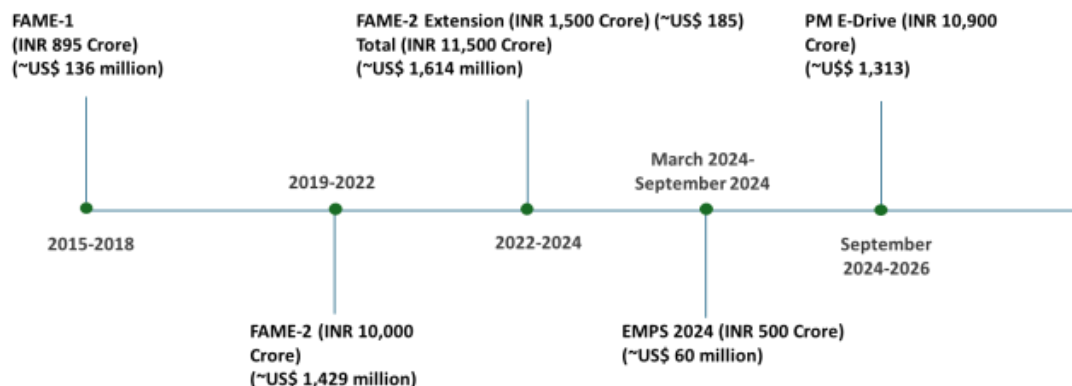 FAME-1
(INR 895 Crore)
(~US$ 136 million)
FAME-2 Extension (INR 1,500 Crore) (~US$ 185)
Total (INR 11,500 Crore)
(~US$ 1,614 million)
PM E-Drive (INR 10,900
Crore)
(~U$$ 1,313)
2019-2022
March 2024-
September 2024
2015-2018
2022-2024
September
2024-2026
FAME-2 (INR 10,000
Crore)
(~US$ 1,429 million)
EMPS 2024 (INR 500 Crore)
(~US$ 60 million)